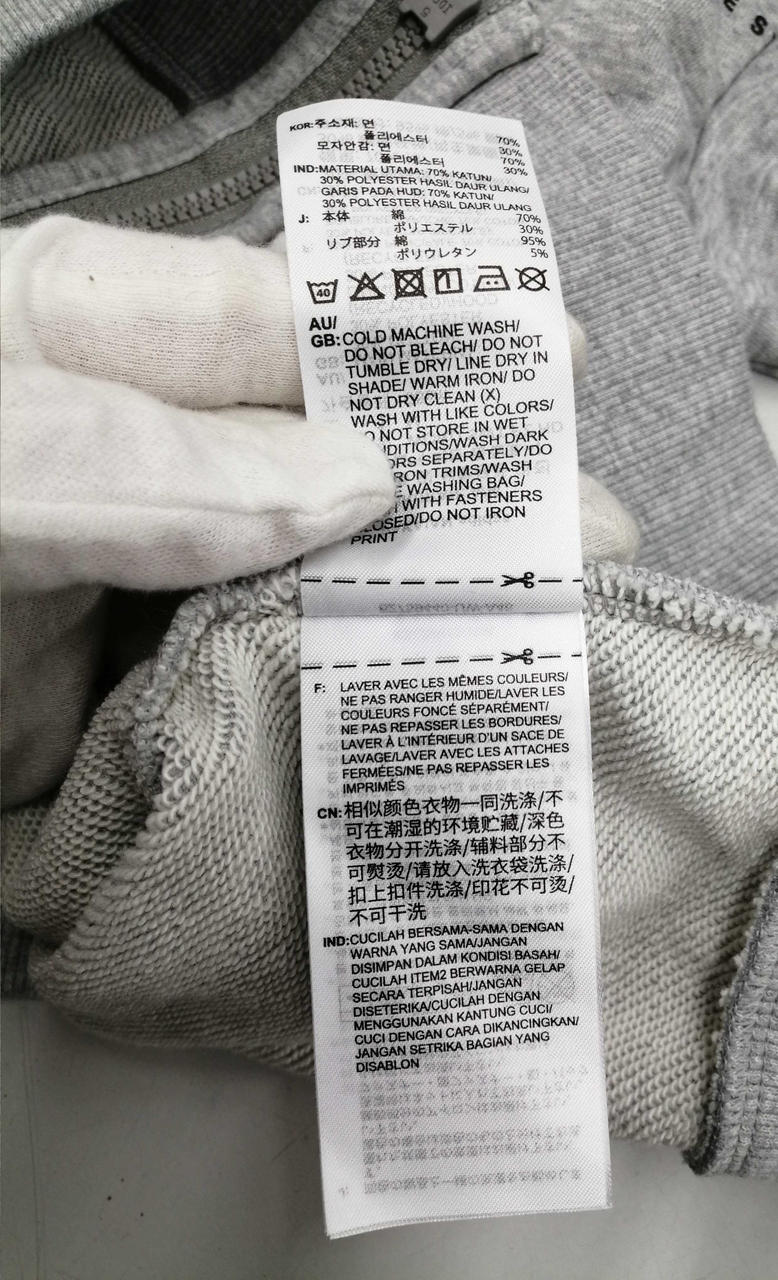 E S
KOR:주소재: 면 70%
폴리에스터 30%
모자안감: 면 70%
폴리에스터 30%
IND:MATERIAL UTAMA: 70% KATUN/
30% POLYESTER HASIL DAUR ULANG/
GARIS PADA HUD: 70% KATUN/
30% POLYESTER HASIL DAUR ULANG
J: 本体 綿 70%
ポリエステル 30%
リブ部分 綿 95%
ポリウレタン 5%
40
AU/
GB:COLD MACHINE WASH/
DO NOT BLEACH/ DO NOT
TUMBLE DRY/ LINE DRY IN
SHADE/ WARM IRON/ DO
NOT DRY CLEAN (X)
WASH WITH LIKE COLORS/
O NOT STORE IN WET
NDITIONS/WASH DARK
ORS SEPARATELY/DO
RON TRIMS/WASH
E WASHING BAG/
WITH FASTENERS
LOSED/DO NOT IRON
PRINT
F: LAVER AVEC LES MÊMES COULEURS/
NE PAS RANGER HUMIDE/LAVER LES
COULEURS FONCÉ SÉPARÉMENT/
NE PAS REPASSER LES BORDURES/
LAVER À L'INTÉRIEUR D'UN SACE DE
LAVAGE/LAVER AVEC LES ATTACHES
FERMÉES/NE PAS REPASSER LES
IMPRIMÉS
CN:相似颜色衣物一同洗涤/不
可在潮湿的环境贮藏/深色
衣物分开洗涤/辅料部分不
可熨烫/请放入洗衣袋洗涤/
扣上扣件洗涤/印花不可烫/
不可干洗
IND:CUCILAH BERSAMA-SAMA DENGAN
WARNA YANG SAMA/JANGAN
DISIMPAN DALAM KONDISI BASAH/
CUCILAH ITEM2 BERWARNA GELAP
SECARA TERPISAH/JANGAN
DISETERIKA/CUCILAH DENGAN
MENGGUNAKAN KANTUNG CUCI/
CUCI DENGAN CARA DIKANCINGKAN/
JANGAN SETRIKA BAGIAN YANG
DISABLON